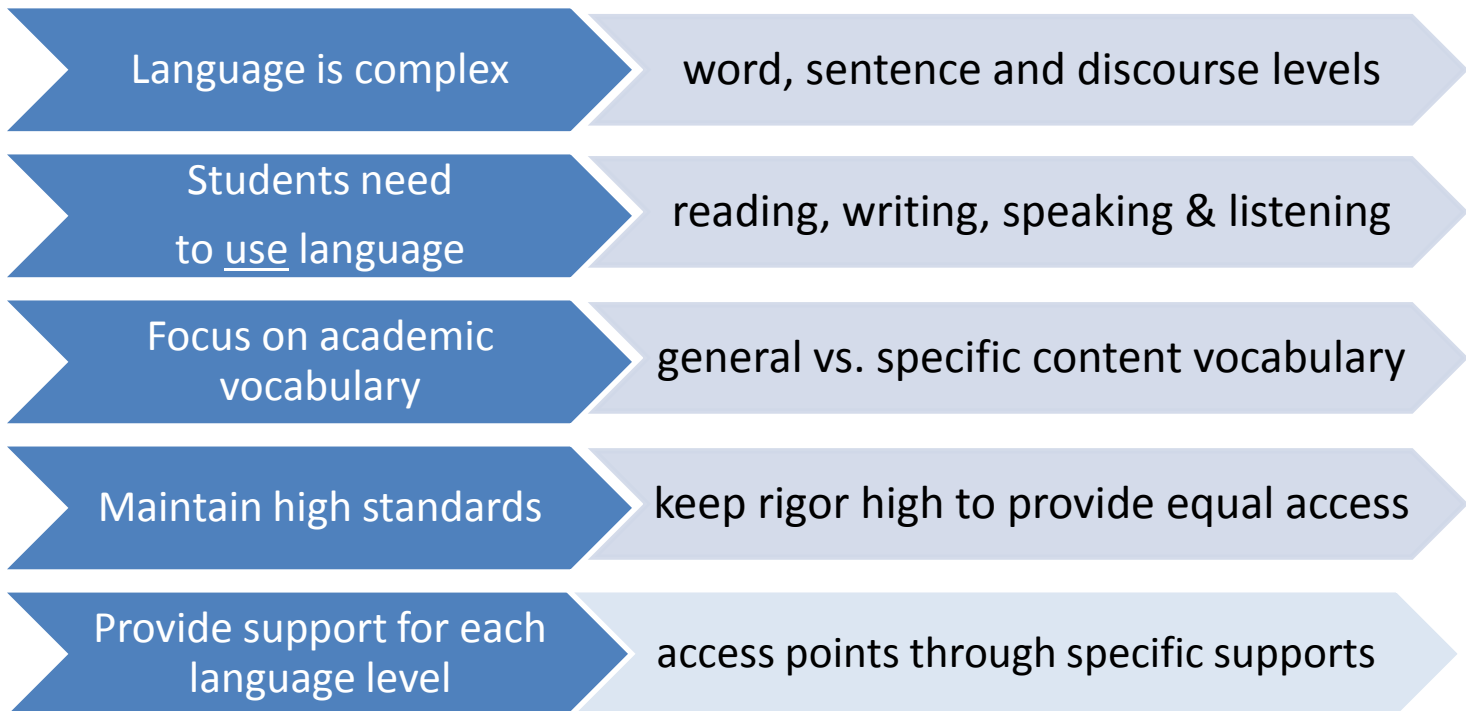 Language is complex
word, sentence and discourse levels
Students need
to use language
reading, writing, speaking & listening
Focus on academic
vocabulary
general vs. specific content vocabulary
Maintain high standards
keep rigor high to provide equal access
Provide support for each
language level
access points through specific supports